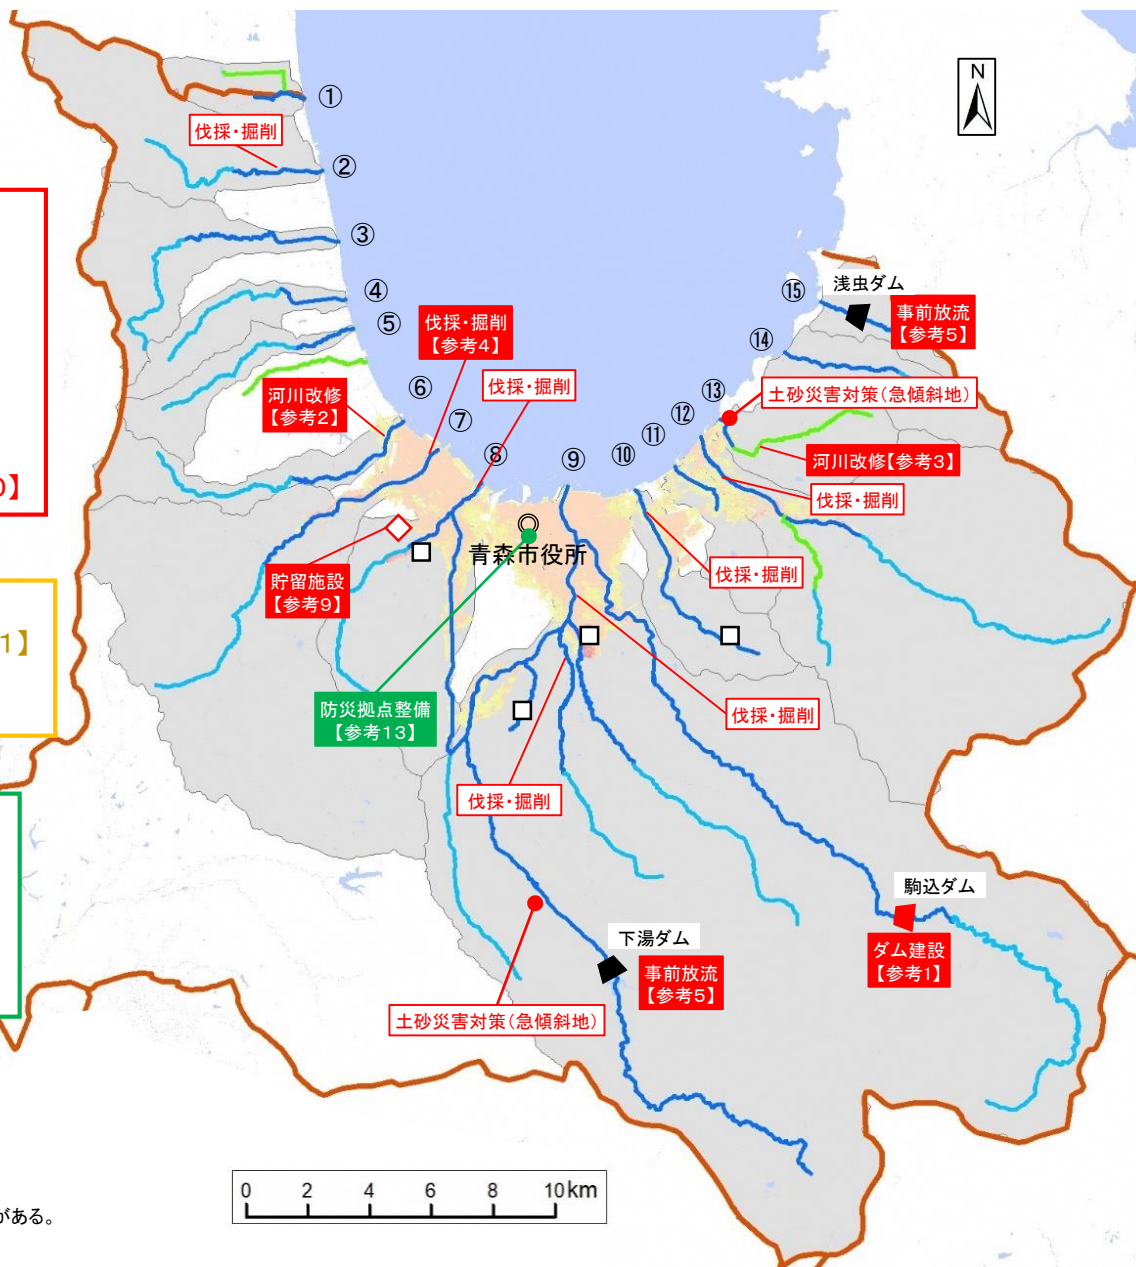 N
①
伐採・掘削
②
③
④
⑤
⑥
⑦
⑧
⑨
⑩
⑪
⑫
⑬
⑭
⑮
浅虫ダム
事前放流
【参考5】
伐採・掘削
【参考4】
伐採・掘削
河川改修
【参考2】
土砂災害対策(急傾斜地)
河川改修【参考3】
伐採・掘削
0】
青森市役所
伐採・掘削
貯留施設
【参考9】
1】
防災拠点整備
【参考13】
伐採・掘削
伐採・掘削
駒込ダム
ダム建設
【参考1】
下湯ダム
事前放流
【参考5】
土砂災害対策(急傾斜地)
0 2 4 6 8 10km
がある。